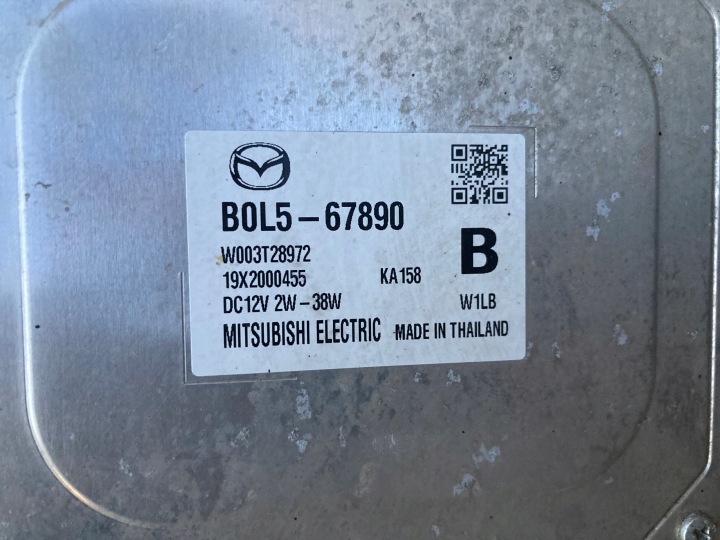 B0L5-67890
W003T28972
B
19X2000455 KA158
DC12V 2W-38W W1LB
MITSUBISHI ELECTRIC MADE IN THAILAND